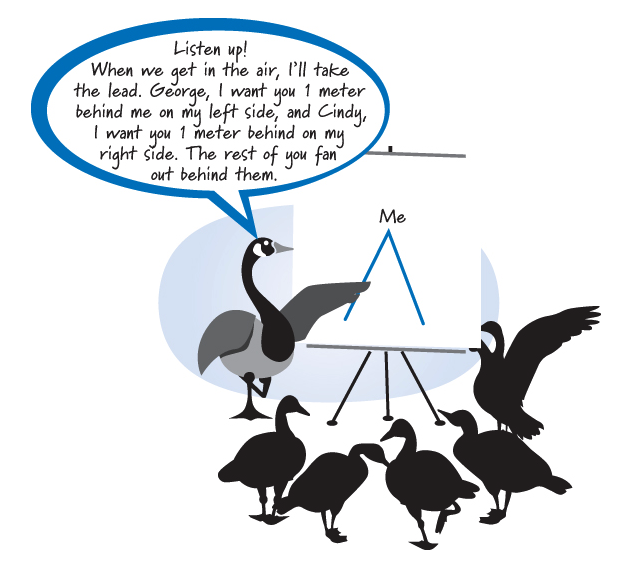 Listen up!
When we get in the air, I'll take
the lead. George, I want you 1 meter
behind me on my left side, and Cindy,
I want you 1 meter behind on my
right side. The rest of you fan
out behind them.
Me